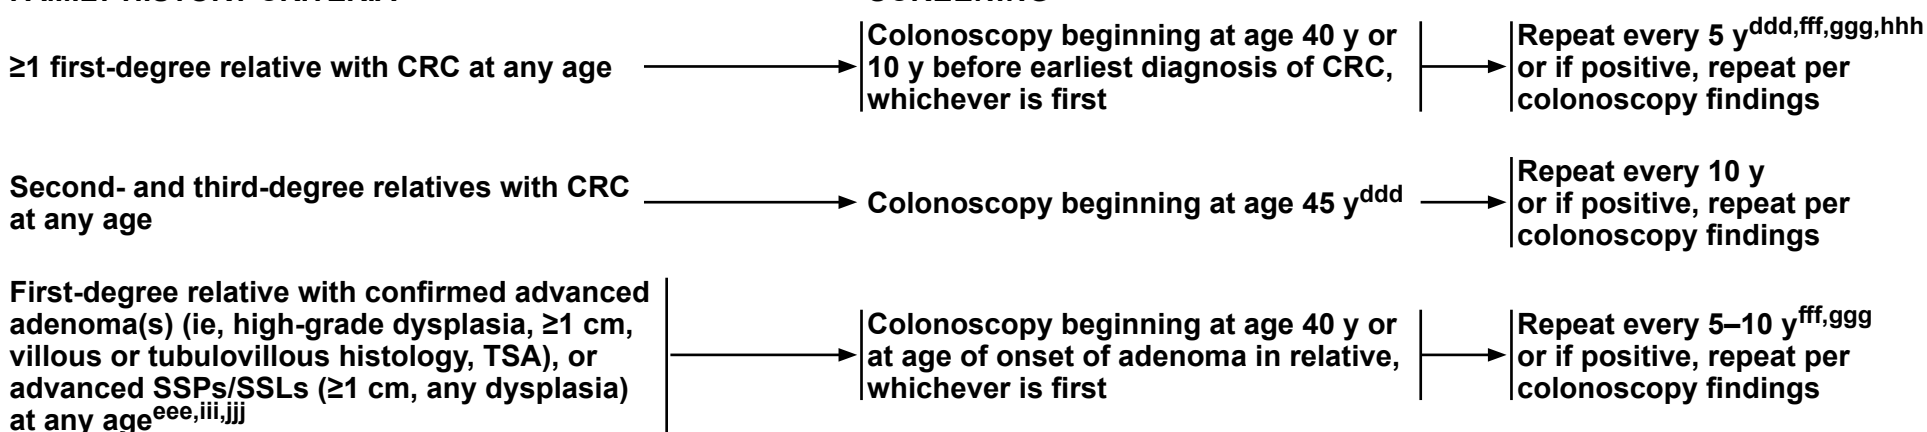 ≥1 first-degree relative with CRC at any age
Colonoscopy beginning at age 40 y or
10 y before earliest diagnosis of CRC,
whichever is first
Repeat every 5 yddd,fff,ggg,hhh
or if positive, repeat per
colonoscopy findings
Second- and third-degree relatives with CRC
at any age
Colonoscopy beginning at age 45 yddd
Repeat every 10 y
or if positive, repeat per
colonoscopy findings
First-degree relative with confirmed advanced
adenoma(s) (ie, high-grade dysplasia, ≥1 cm,
villous or tubulovillous histology, TSA), or
advanced SSPs/SSLs (≥1 cm, any dysplasia)
at any ageeee,iii,jjj
Colonoscopy beginning at age 40 y or
at age of onset of adenoma in relative,
whichever is first
Repeat every 5–10 yfff,ggg
or if positive, repeat per
colonoscopy findings